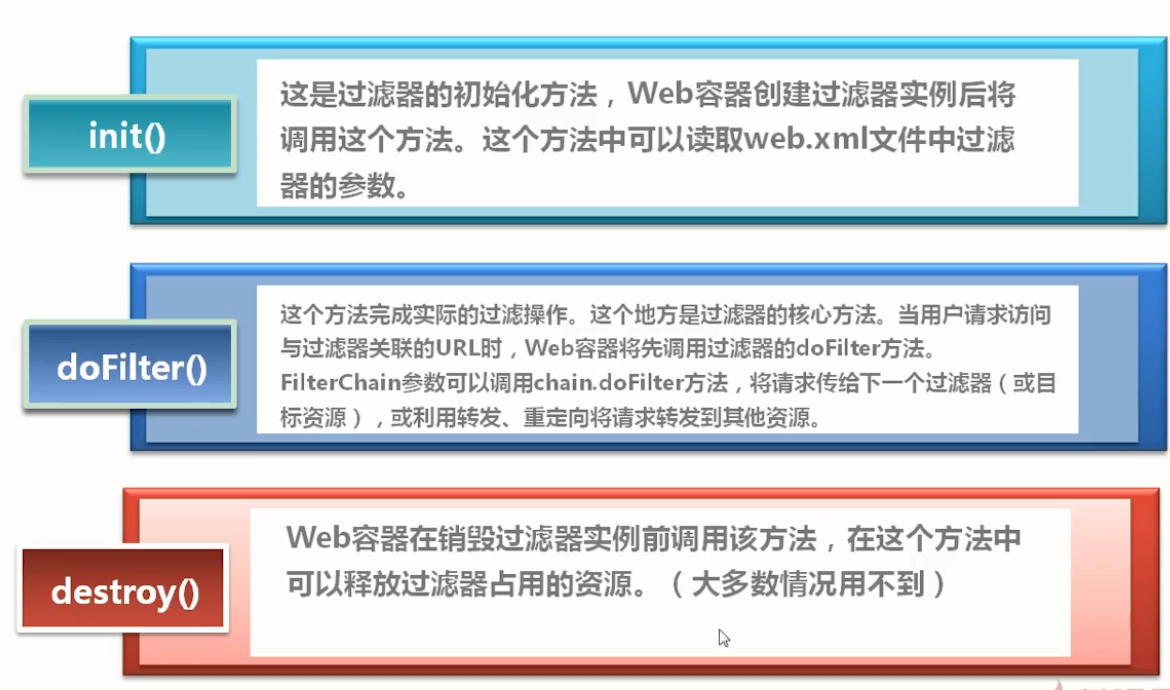 init()
这是过滤器的初始化方法，Web容器创建过滤器实例后将
调用这个方法。这个方法中可以读取web.xml文件中过滤
器的参数。
doFilter()
这个方法完成实际的过滤操作。这个地方是过滤器的核心方法。当用户请求访问
与过滤器关联的URL时，Web容器将先调用过滤器的doFilter方法。
FilterChain参数可以调用chain.doFilter方法，将请求传给下一个过滤器（或目
标资源），或利用转发、重定向将请求转发到其他资源。
destroy()
Web容器在销毁过滤器实例前调用该方法，在这个方法中
可以释放过滤器占用的资源。（大多数情况用不到）